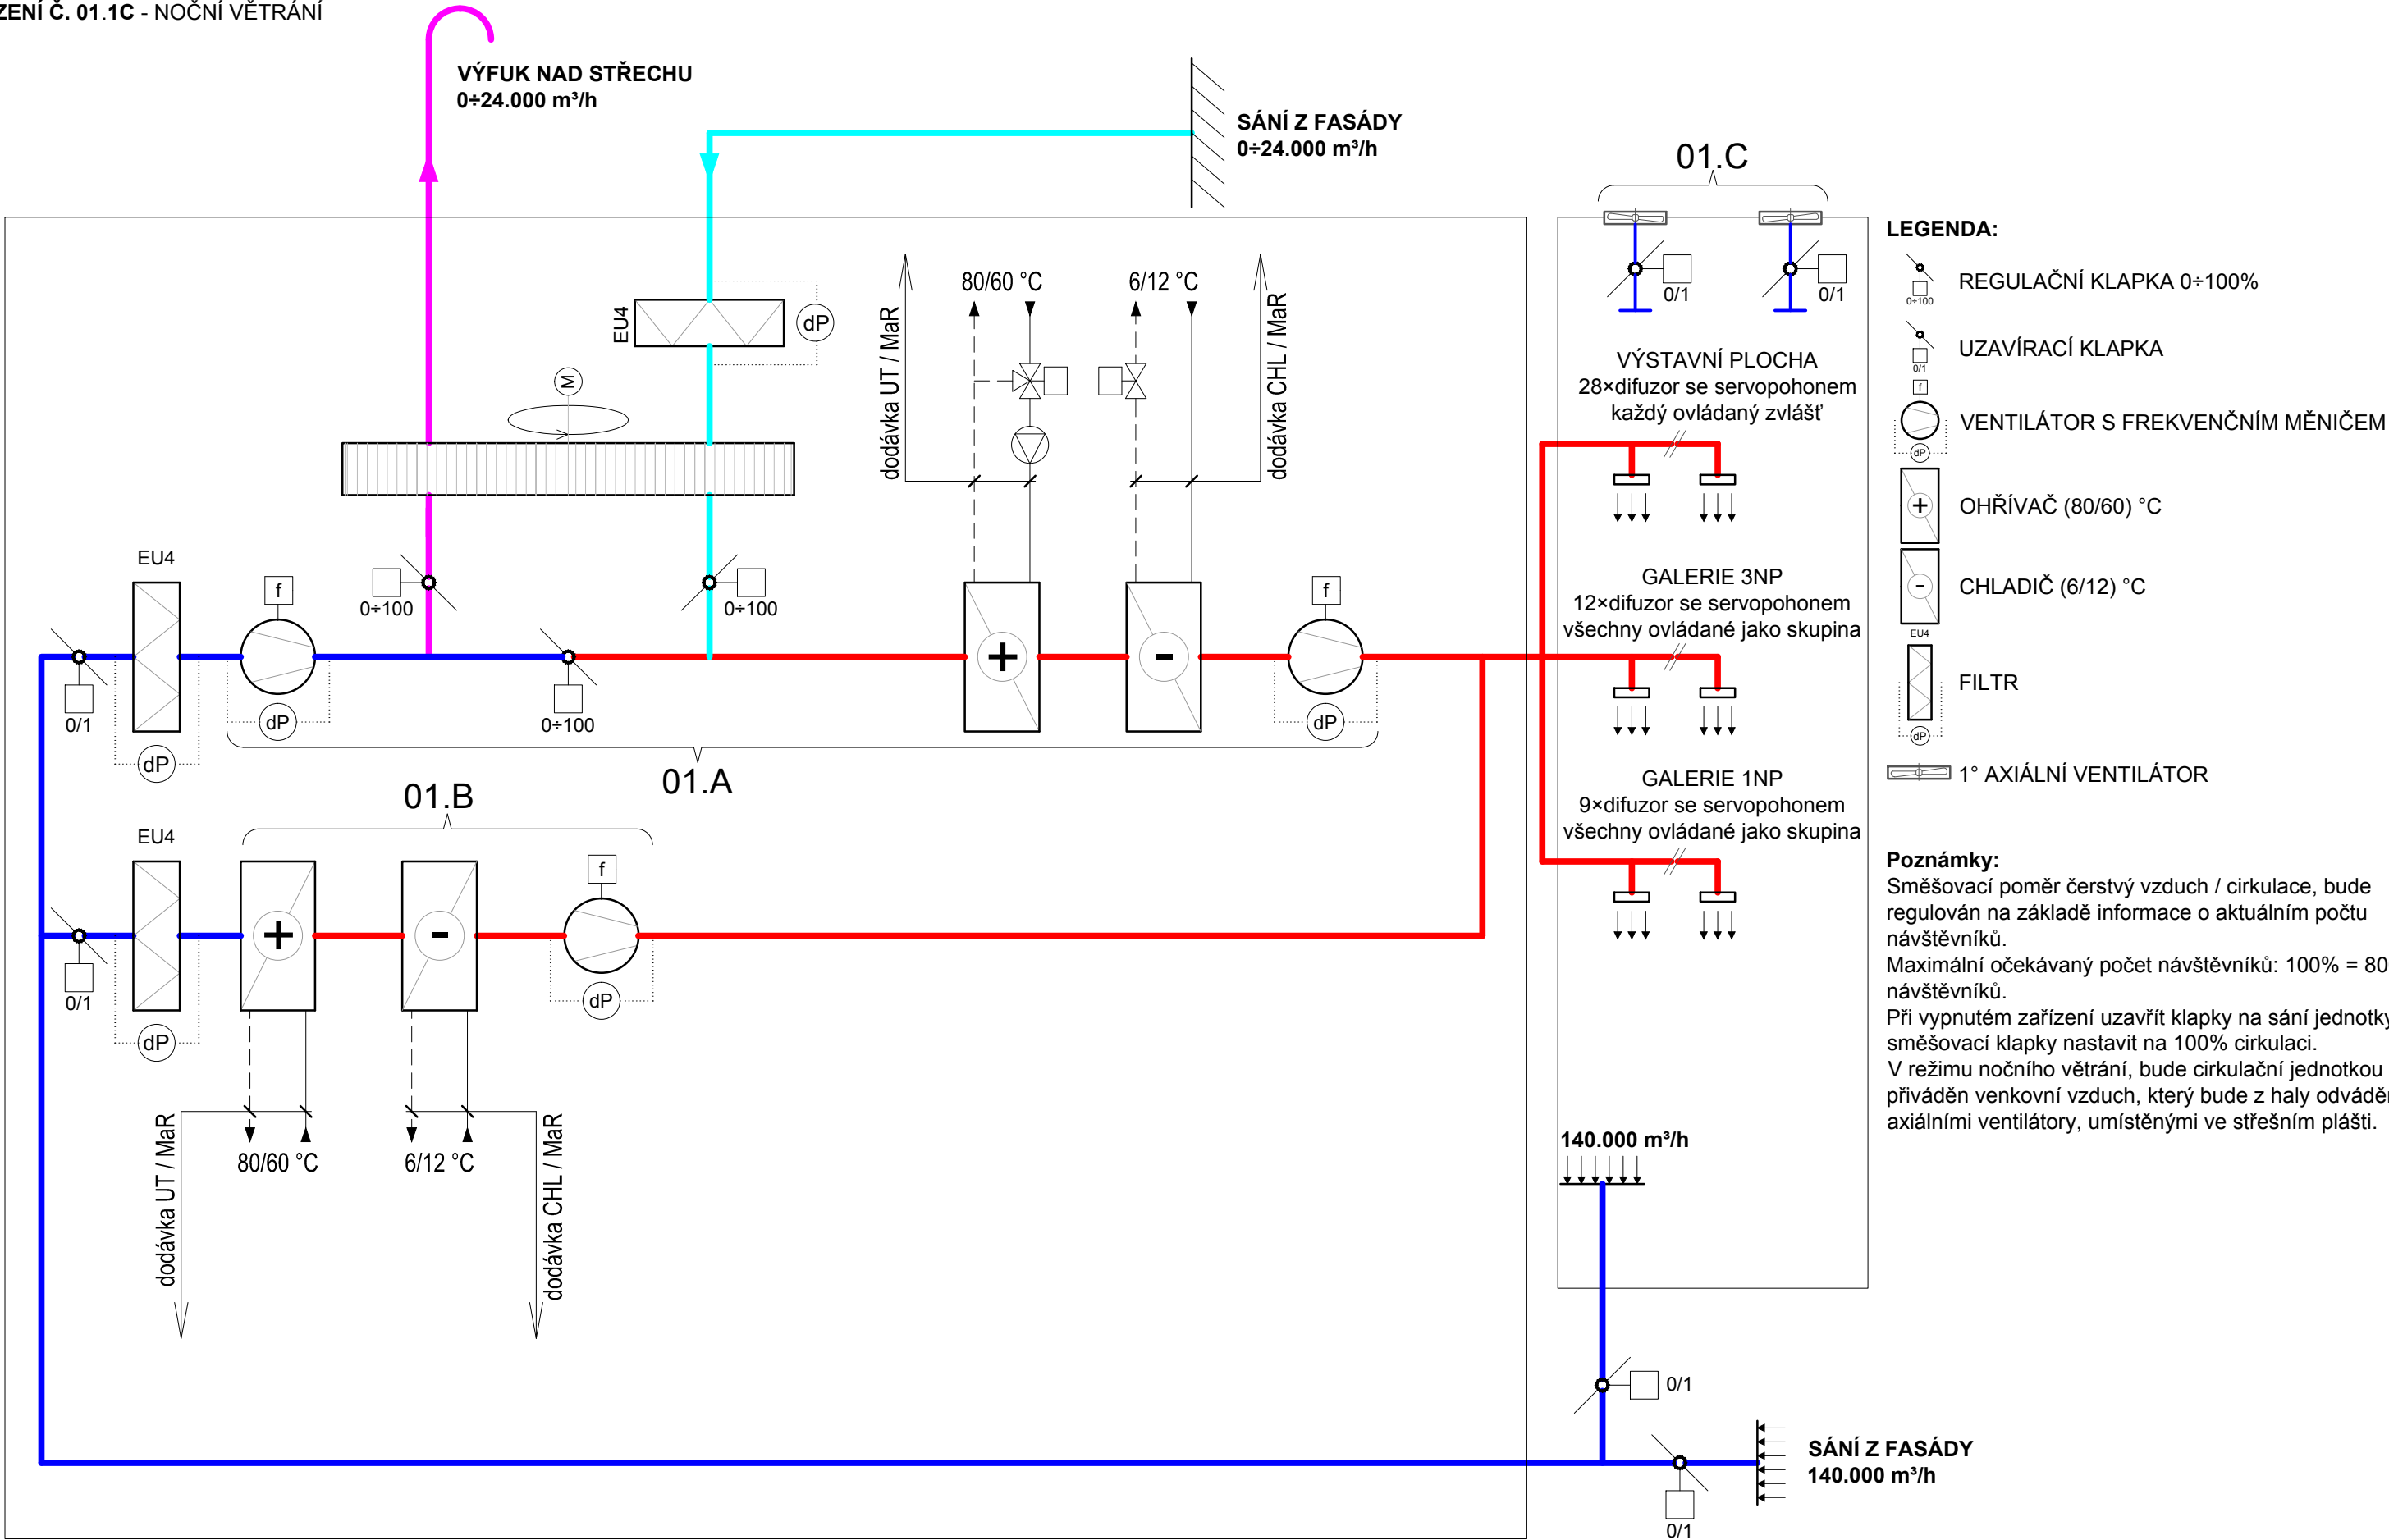 ZENÍ Č. 01.1C - NOČNÍ VĚTRÁNÍ
VÝFUK NAD STŘECHU
0÷24.000 m³/h
SÁNÍ Z FASÁDY
0÷24.000 m³/h
01.C
0/1
0/1
EU4
dP
M
dodávka UT / MaR
80/60 °C
6/12 °C
dodávka CHL / MaR
VÝSTAVNÍ PLOCHA
28×difuzor se servopohonem
každý ovládaný zvlášť
EU4
f
0÷100
0÷100
f
GALERIE 3NP
12×difuzor se servopohonem
všechny ovládané jako skupina
+
-
0/1
dP
dP
0÷100
dP
01.A
GALERIE 1NP
9×difuzor se servopohonem
všechny ovládané jako skupina
01.B
EU4
f
+
-
0/1
dP
dP
80/60 °C
6/12 °C
dodávka UT / MaR
dodávka CHL / MaR
140.000 m³/h
0/1
SÁNÍ Z FASÁDY
140.000 m³/h
0/1
LEGENDA:
0÷100
REGULAČNÍ KLAPKA 0÷100%
0/1
UZAVÍRACÍ KLAPKA
f
dP
VENTILÁTOR S FREKVENČNÍM MĚNIČEM
+
OHŘÍVAČ (80/60) °C
-
CHLADIČ (6/12) °C
EU4
FILTR
dP
1° AXIÁLNÍ VENTILÁTOR
Poznámky:
Směšovací poměr čerstvý vzduch / cirkulace, bude
regulován na základě informace o aktuálním počtu
návštěvníků.
Maximální očekávaný počet návštěvníků: 100% = 80
návštěvníků.
Při vypnutém zařízení uzavřít klapky na sání jednotky
směšovací klapky nastavit na 100% cirkulaci.
V režimu nočního větrání, bude cirkulační jednotkou
přiváděn venkovní vzduch, který bude z haly odváděn
axiálními ventilátory, umístěnými ve střešním plášti.